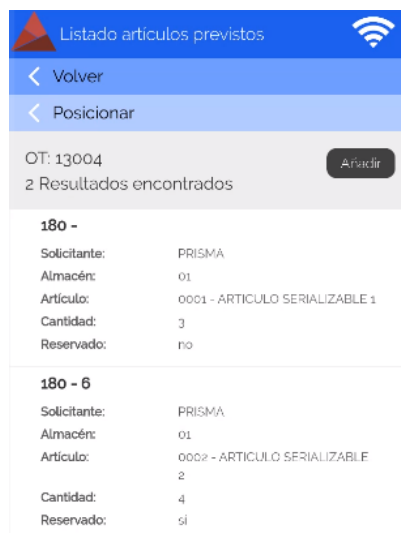 Listado artículos previstos
Volver
Posicionar
OT: 13004
Añadir
2 Resultados encontrados
180 -
Solicitante: PRISMA
Almacén: 01
Artículo: 0001 - ARTICULO SERIALIZABLE 1
Cantidad: 3
Reservado: no
180 - 6
Solicitante: PRISMA
Almacén: 01
Artículo: 0002 - ARTICULO SERIALIZABLE
2
Cantidad: 4
Reservado: si